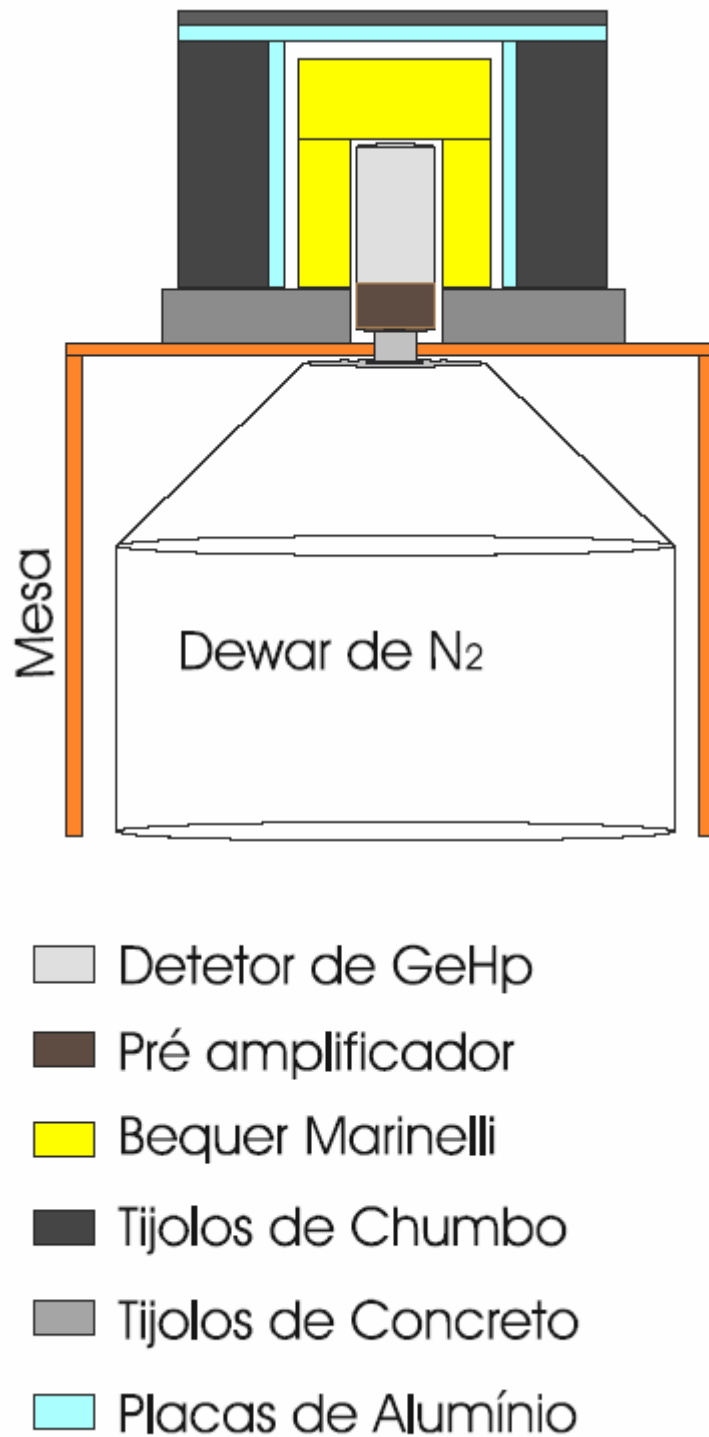 Mesa
Dewar de N2
Detetor de GeHp
Pré amplificador
Bequer Marinelli
Tijolos de Chumbo
Tijolos de Concreto
Placas de Alumínio